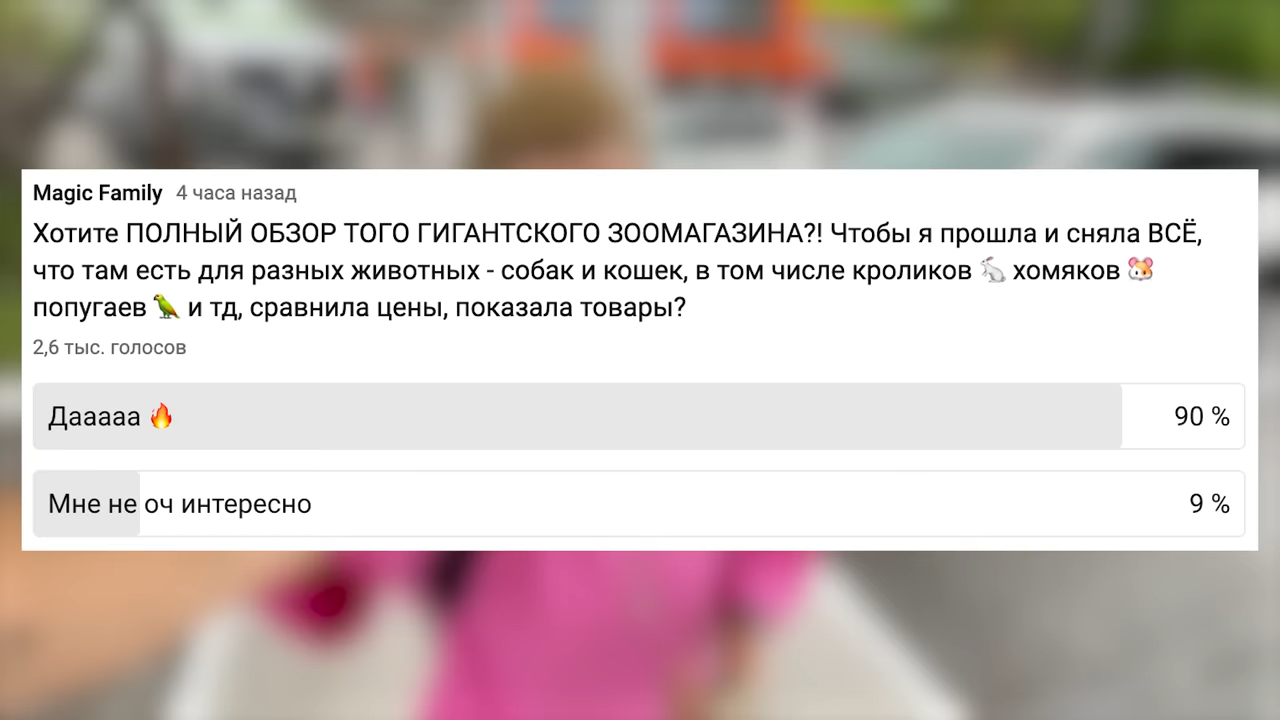 Magic Family 4 часа назад
Хотите ПОЛНЫЙ ОБЗОР ТОГО ГИГАНТСКОГО ЗООМАГАЗИНА?! Чтобы я прошла и сняла ВСЁ,
что там есть для разных животных - собак и кошек, в том числе кроликов 🐇 хомяков 🐹
попугаев 🦜 и тд, сравнила цены, показала товары?
2,6 тыс. голосов
Дааааа 🔥 90 %
Мне не оч интересно 9 %